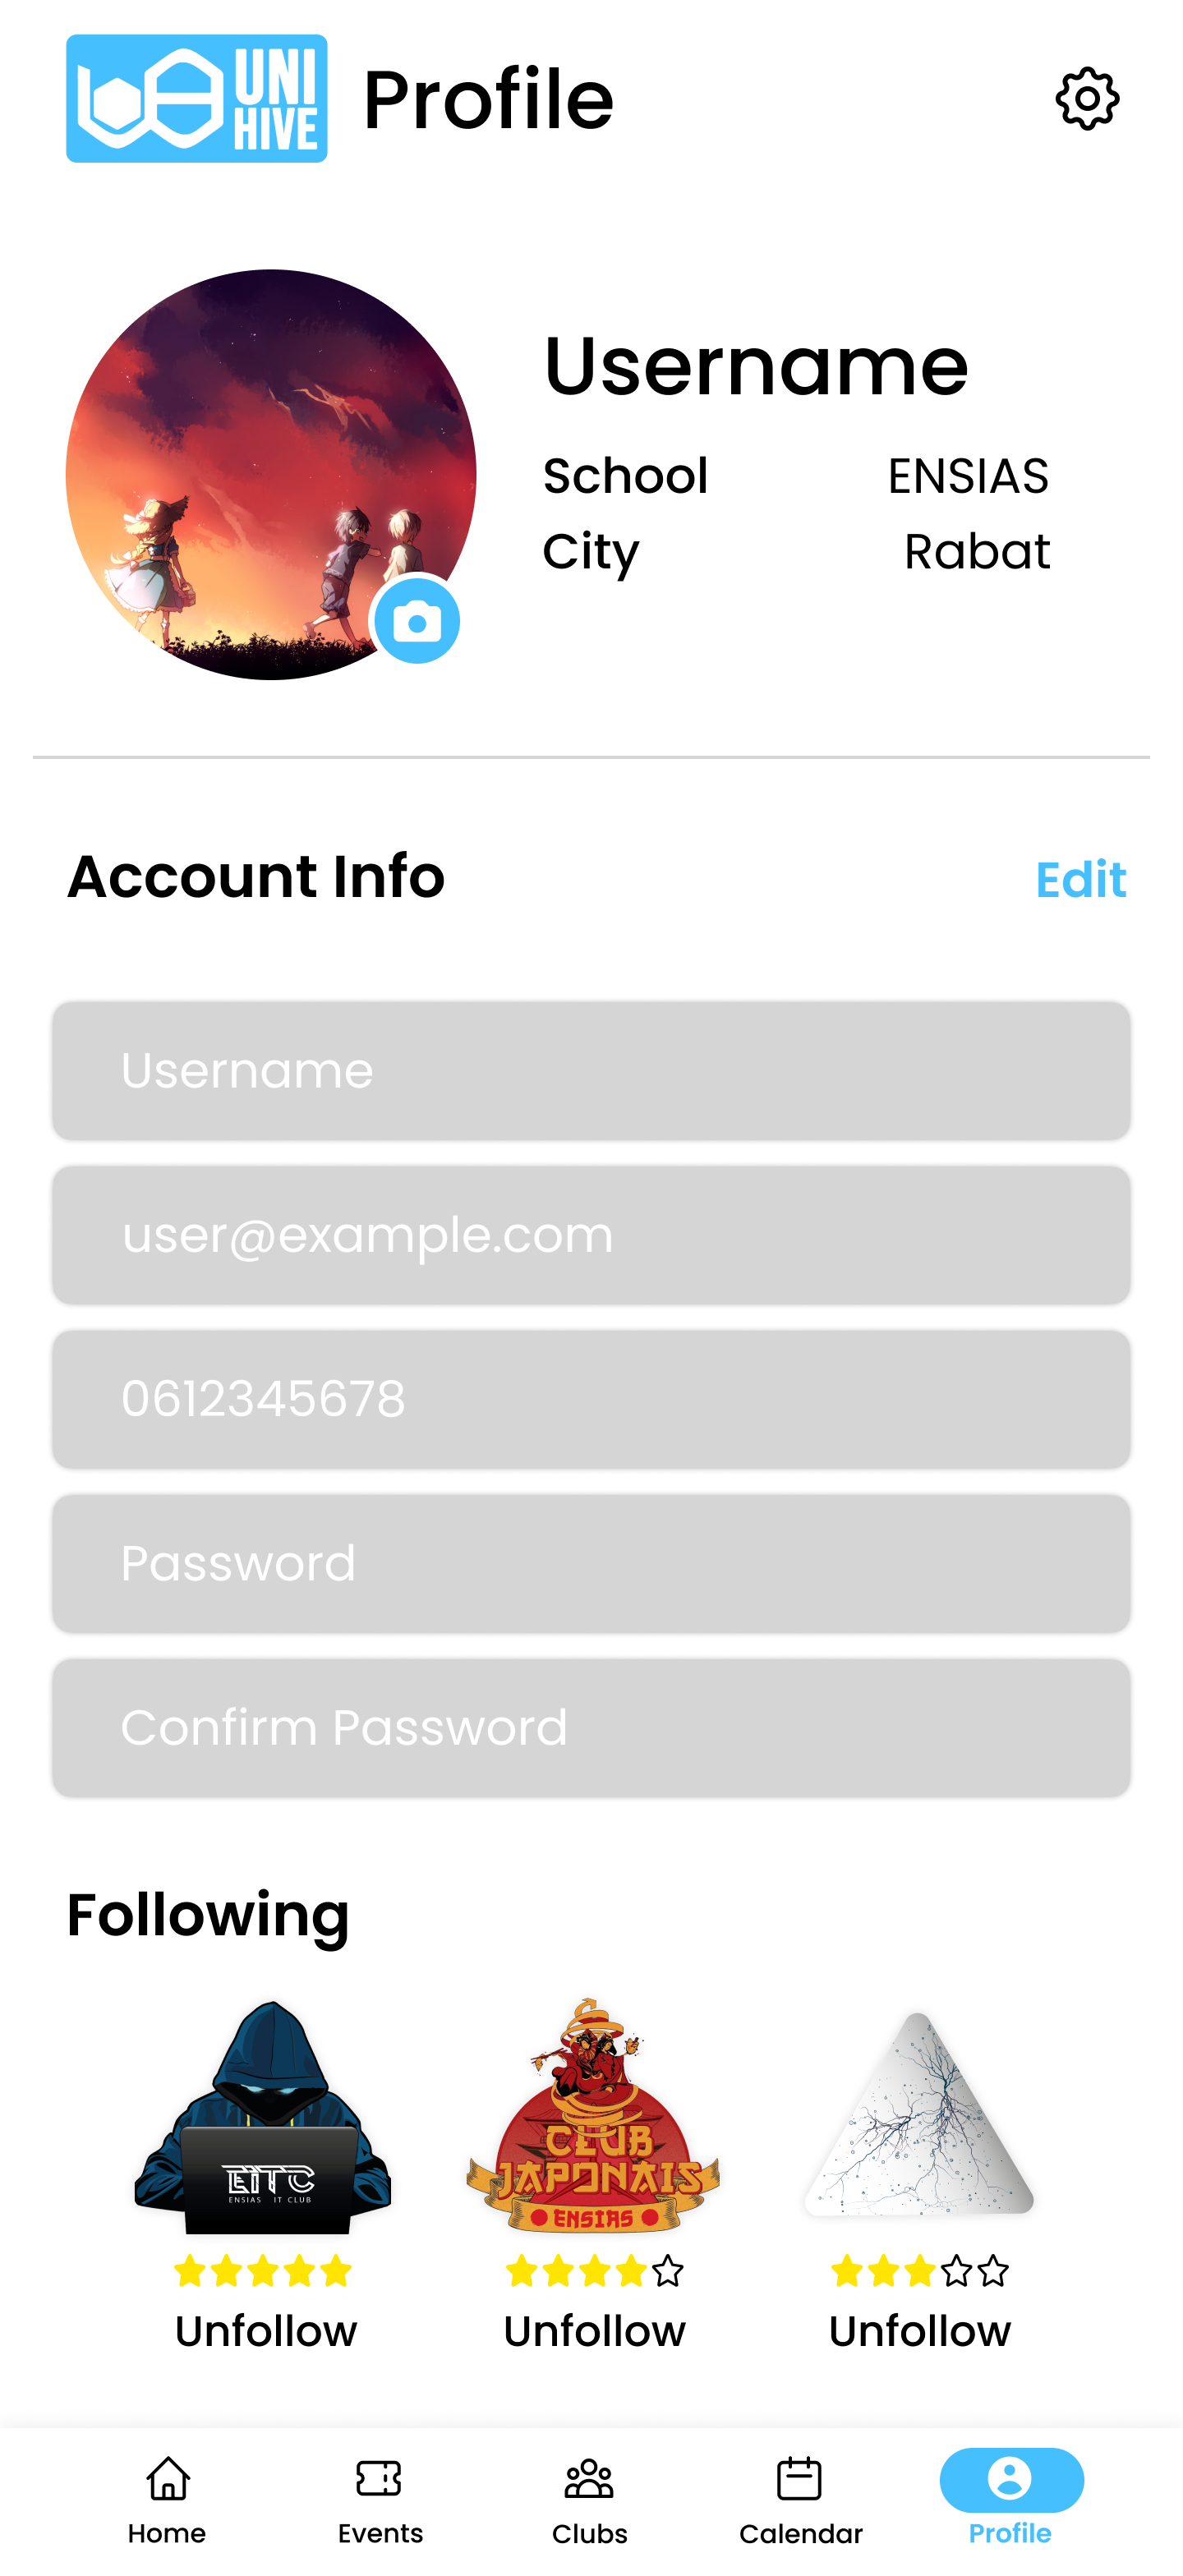 UNI
HIVE
Profile
Username
School ENSIAS
City Rabat
Account Info Edit
Username
user@example.com
0612345678
Password
Confirm Password
Following
EITC
ENSIAS IT CLUB
CLUB
JAPONAIS
ENSIAS
Unfollow Unfollow Unfollow
Home Events Clubs Calendar Profile